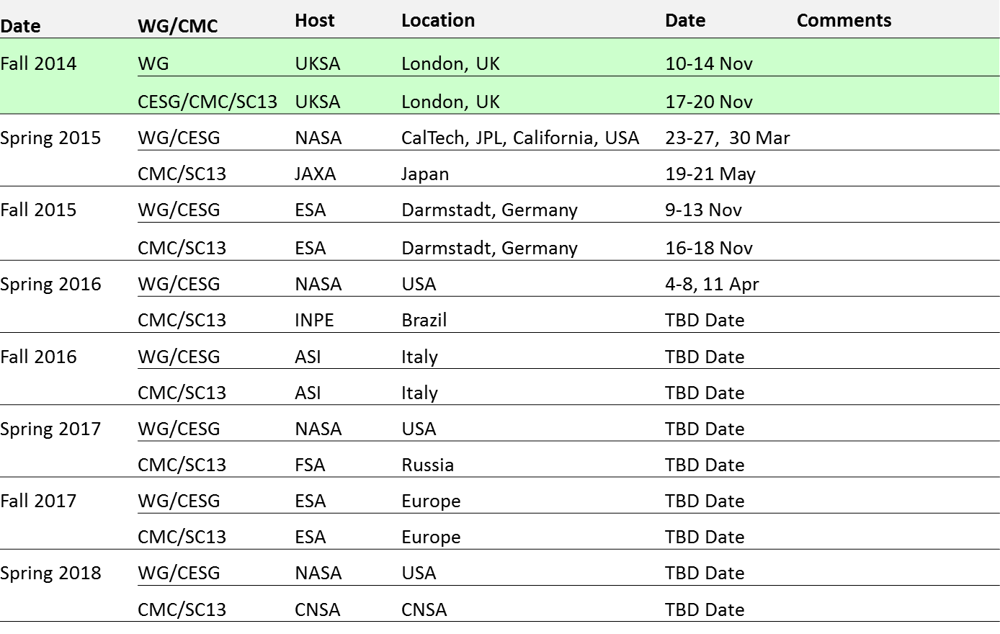 Date WG/CMC Host Location Date Comments
Fall 2014 WG UKSA London, UK 10-14 Nov
CESG/CMC/SC13 UKSA London, UK 17-20 Nov
Spring 2015 WG/CESG NASA CalTech, JPL, California, USA 23-27, 30 Mar
CMC/SC13 JAXA Japan 19-21 May
Fall 2015 WG/CESG ESA Darmstadt, Germany 9-13 Nov
CMC/SC13 ESA Darmstadt, Germany 16-18 Nov
Spring 2016 WG/CESG NASA USA 4-8, 11 Apr
CMC/SC13 INPE Brazil TBD Date
Fall 2016 WG/CESG ASI Italy TBD Date
CMC/SC13 ASI Italy TBD Date
Spring 2017 WG/CESG NASA USA TBD Date
CMC/SC13 FSA Russia TBD Date
Fall 2017 WG/CESG ESA Europe TBD Date
CMC/SC13 ESA Europe TBD Date
Spring 2018 WG/CESG NASA USA TBD Date
CMC/SC13 CNSA CNSA TBD Date